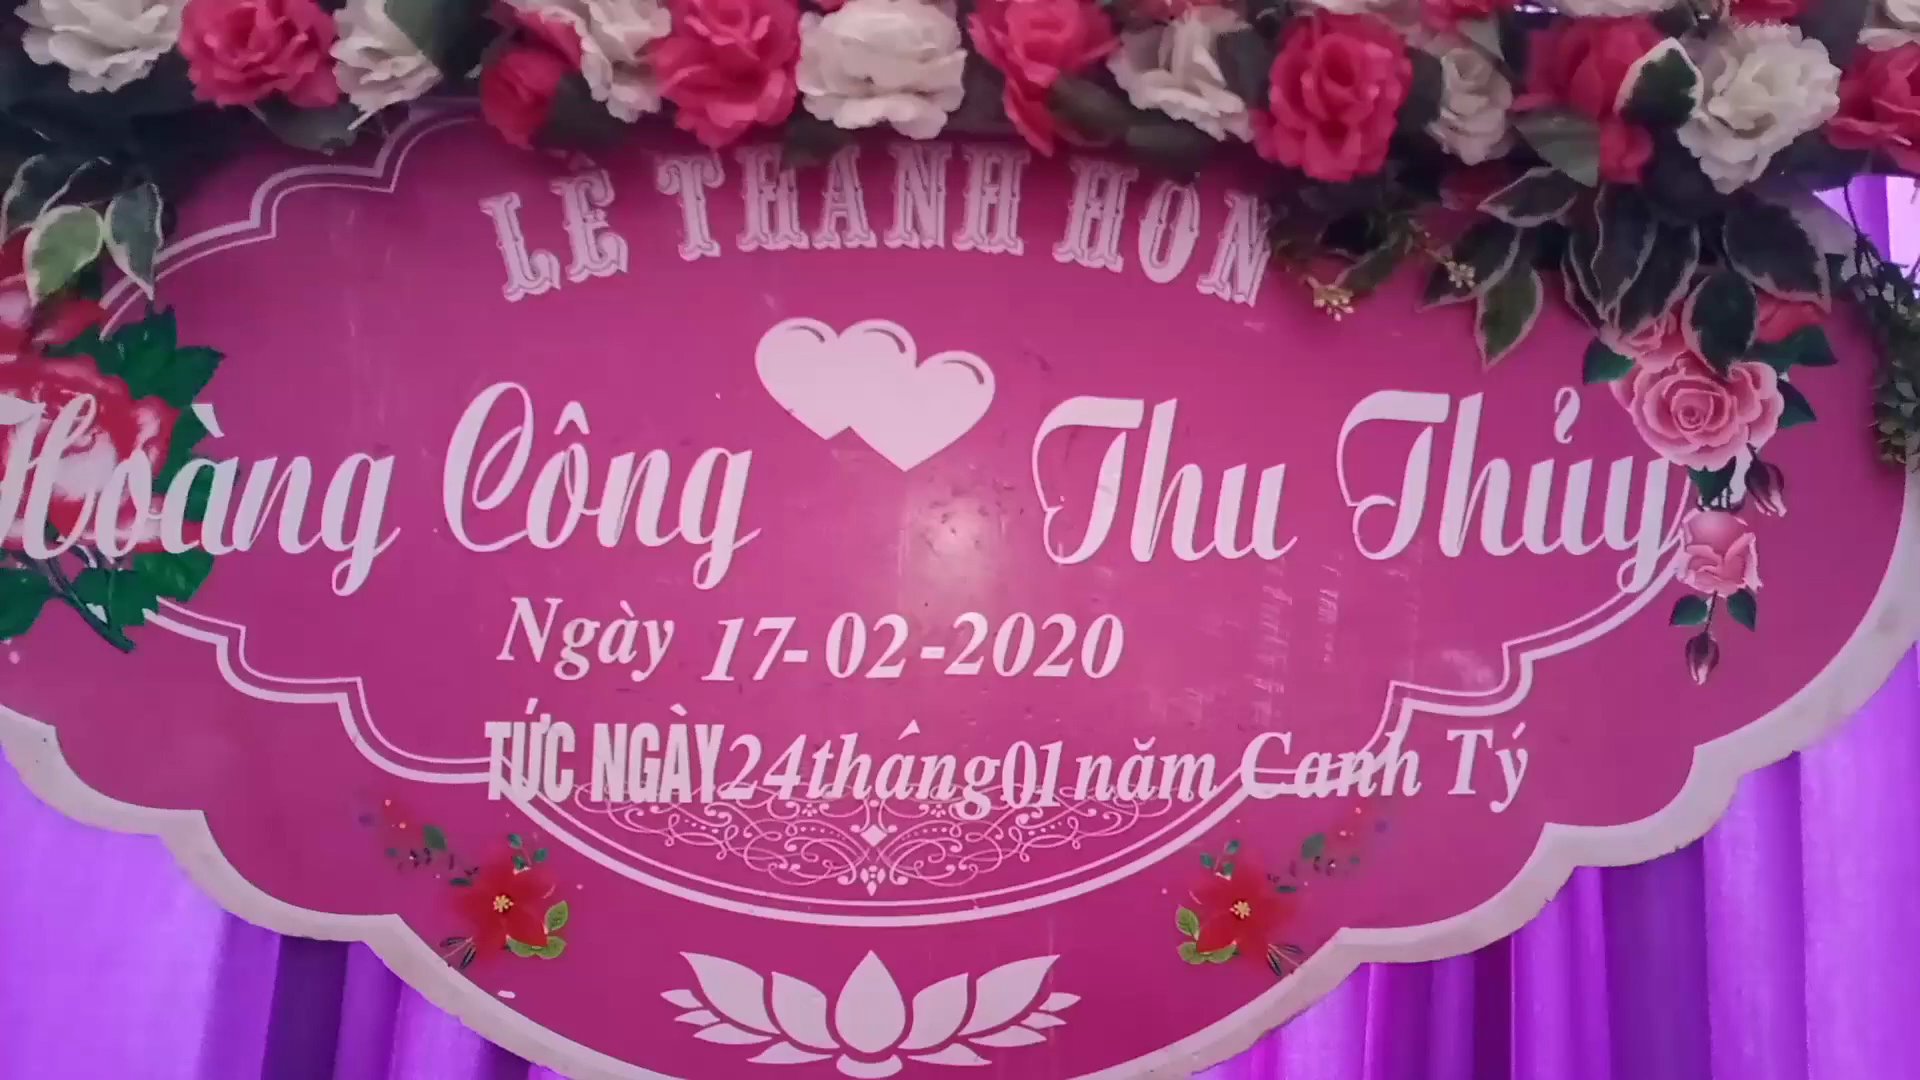 LỄ THÀNH HÔN
Hoàng Công Thu Thủy
Ngày 17-02-2020
TỨC NGÀY 24 tháng 01 năm Canh Tý